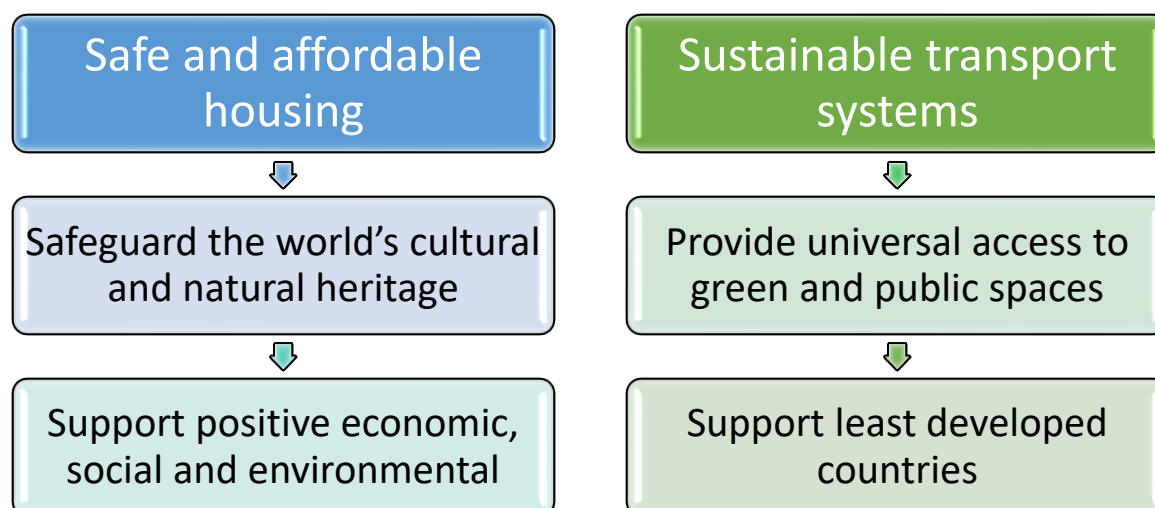 Safe and affordable
housing
Safeguard the world’s cultural
and natural heritage
Support positive economic,
social and environmental
Sustainable transport
systems
Provide universal access to
green and public spaces
Support least developed
countries